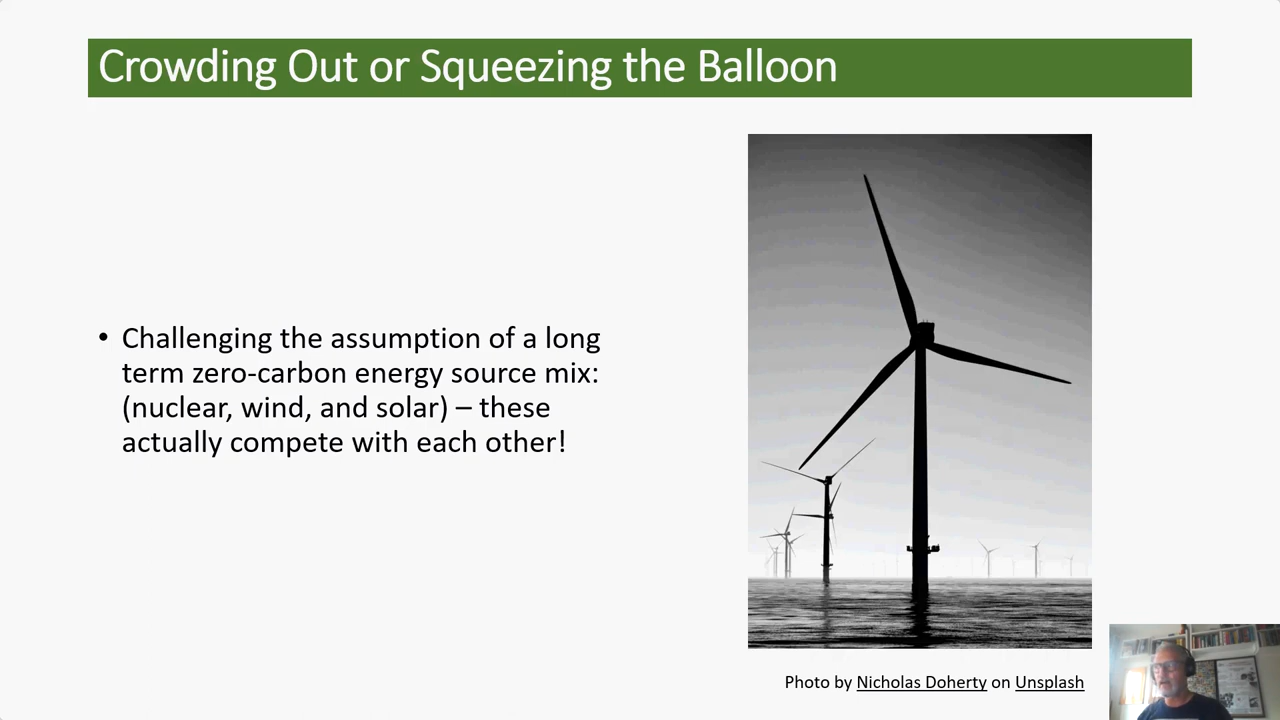 Crowding Out or Squeezing the Balloon
• Challenging the assumption of a long
term zero-carbon energy source mix:
(nuclear, wind, and solar) – these
actually compete with each other!
Photo by Nicholas Doherty on Unsplash